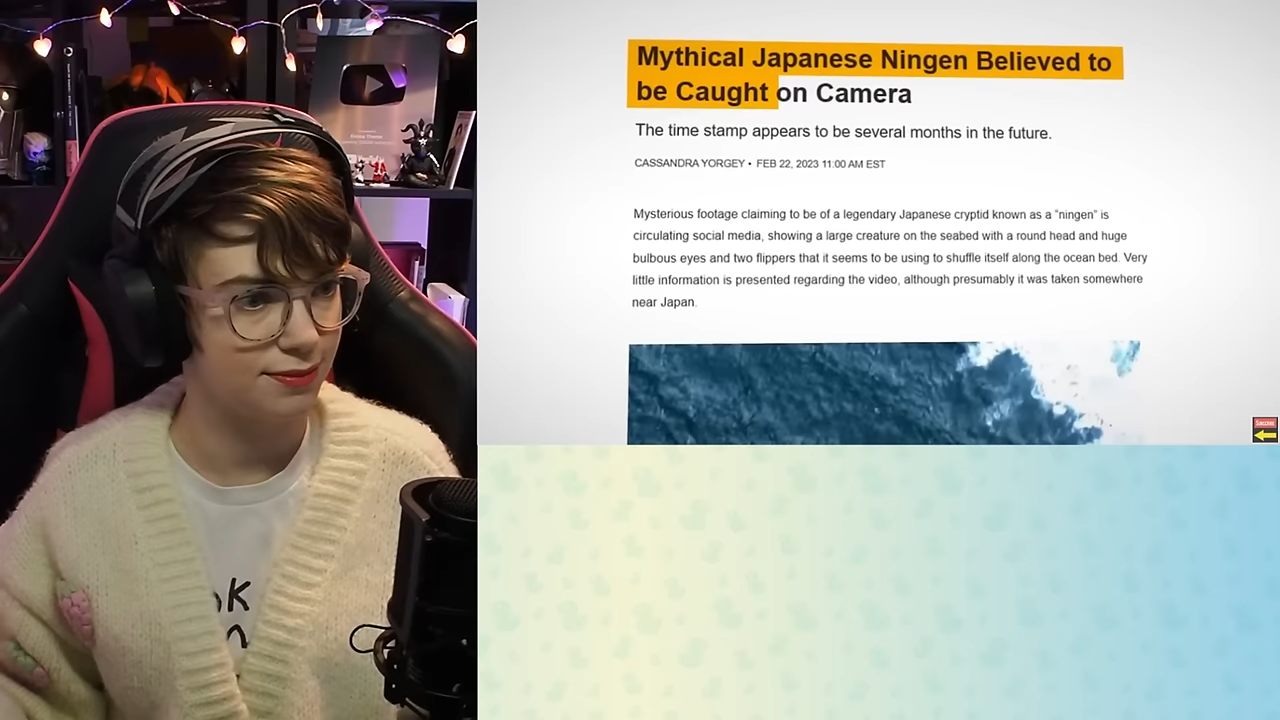 Mythical Japanese Ningen Believed to
be Caught on Camera
The time stamp appears to be several months in the future.
CASSANDRA YORGEY • FEB 22, 2023 11:00 AM EST
Mysterious footage claiming to be of a legendary Japanese cryptid known as a “ningen” is
circulating social media, showing a large creature on the seabed with a round head and huge
bulbous eyes and two flippers that it seems to be using to shuffle itself along the ocean bed. Very
little information is presented regarding the video, although presumably it was taken somewhere
near Japan.